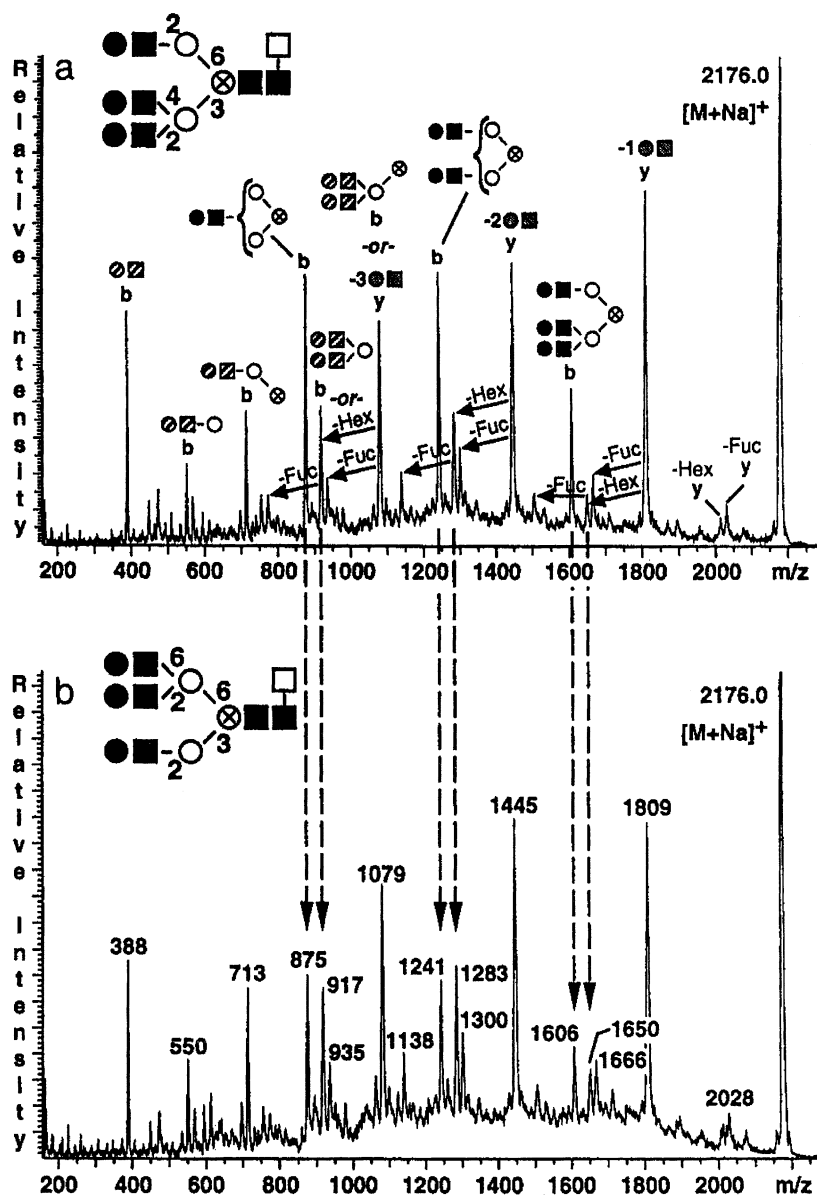 a
Relative Intensity
2
6
4
3
2
2176.0
[M+Na]+
-1
y
b
-or-
-3
y
b
-2
y
b
b
b
-or-
b
b
b
-Hex
-Hex
-Fuc
-Fuc
-Fuc
-Fuc
-Fuc
-Fuc
-Hex
-Hex
y
-Fuc
y
200 400 600 800 1000 1200 1400 1600 1800 2000 m/z
b
Relative Intensity
6
2
6
3
2
2176.0
[M+Na]+
1445
1809
1079
388
713
875
917
1241
1283
550
935
1138
1300
1606
1650
1666
2028
200 400 600 800 1000 1200 1400 1600 1800 2000 m/z